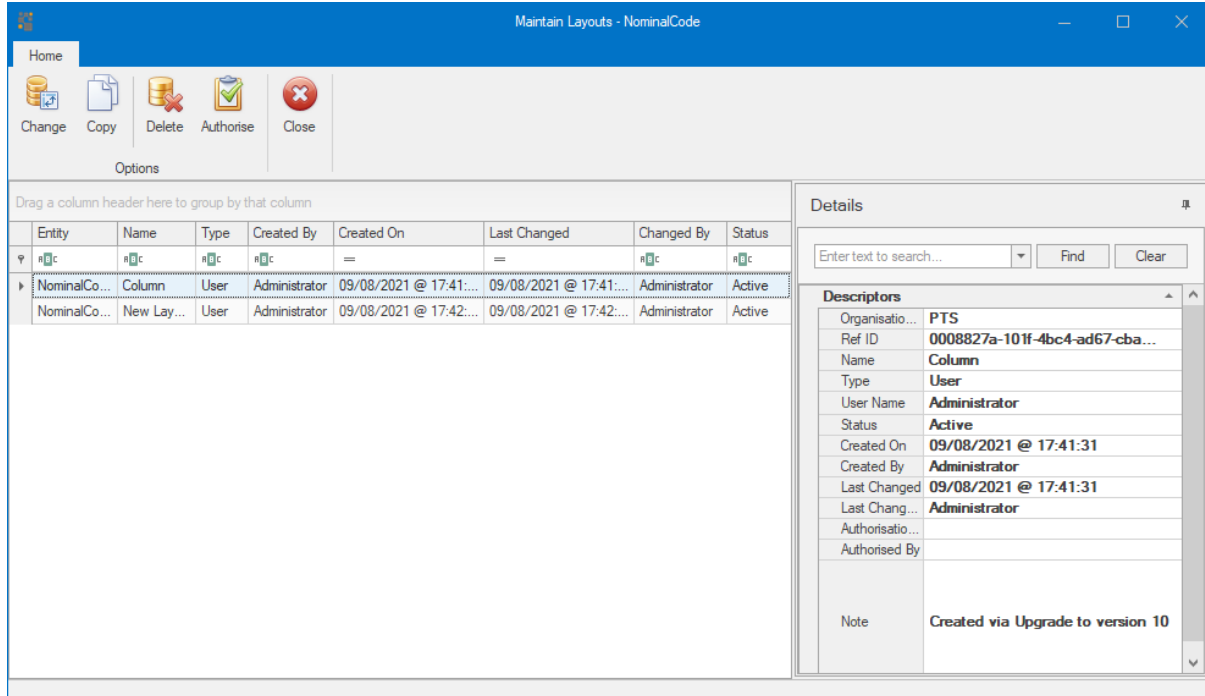 Maintain Layouts - NominalCode
Home
Change Copy Delete Authorise Close
Options
Drag a column header here to group by that column
Entity Name Type Created By Created On Last Changed Changed By Status
ABC ABC ABC ABC = = ABC ABC
NominalCo... Column User Administrator 09/08/2021 @ 17:41:... 09/08/2021 @ 17:41:... Administrator Active
NominalCo... New Lay... User Administrator 09/08/2021 @ 17:42:... 09/08/2021 @ 17:42:... Administrator Active
Details
Enter text to search... Find Clear
Descriptors
Organisatio... PTS
Ref ID 0008827a-101f-4bc4-ad67-cba...
Name Column
Type User
User Name Administrator
Status Active
Created On 09/08/2021 @ 17:41:31
Created By Administrator
Last Changed 09/08/2021 @ 17:41:31
Last Chang... Administrator
Authorisatio...
Authorised By
Note Created via Upgrade to version 10